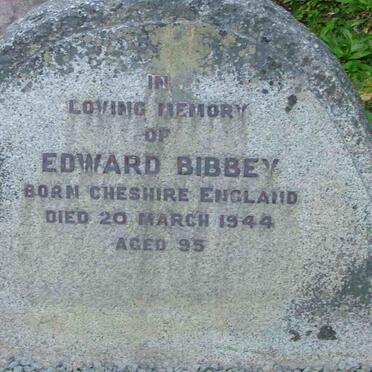 IN
LOVING MEMORY
OF
EDWARD BIBBEY
BORN CHESHIRE ENGLAND
DIED 20 MARCH 1944
AGED 95